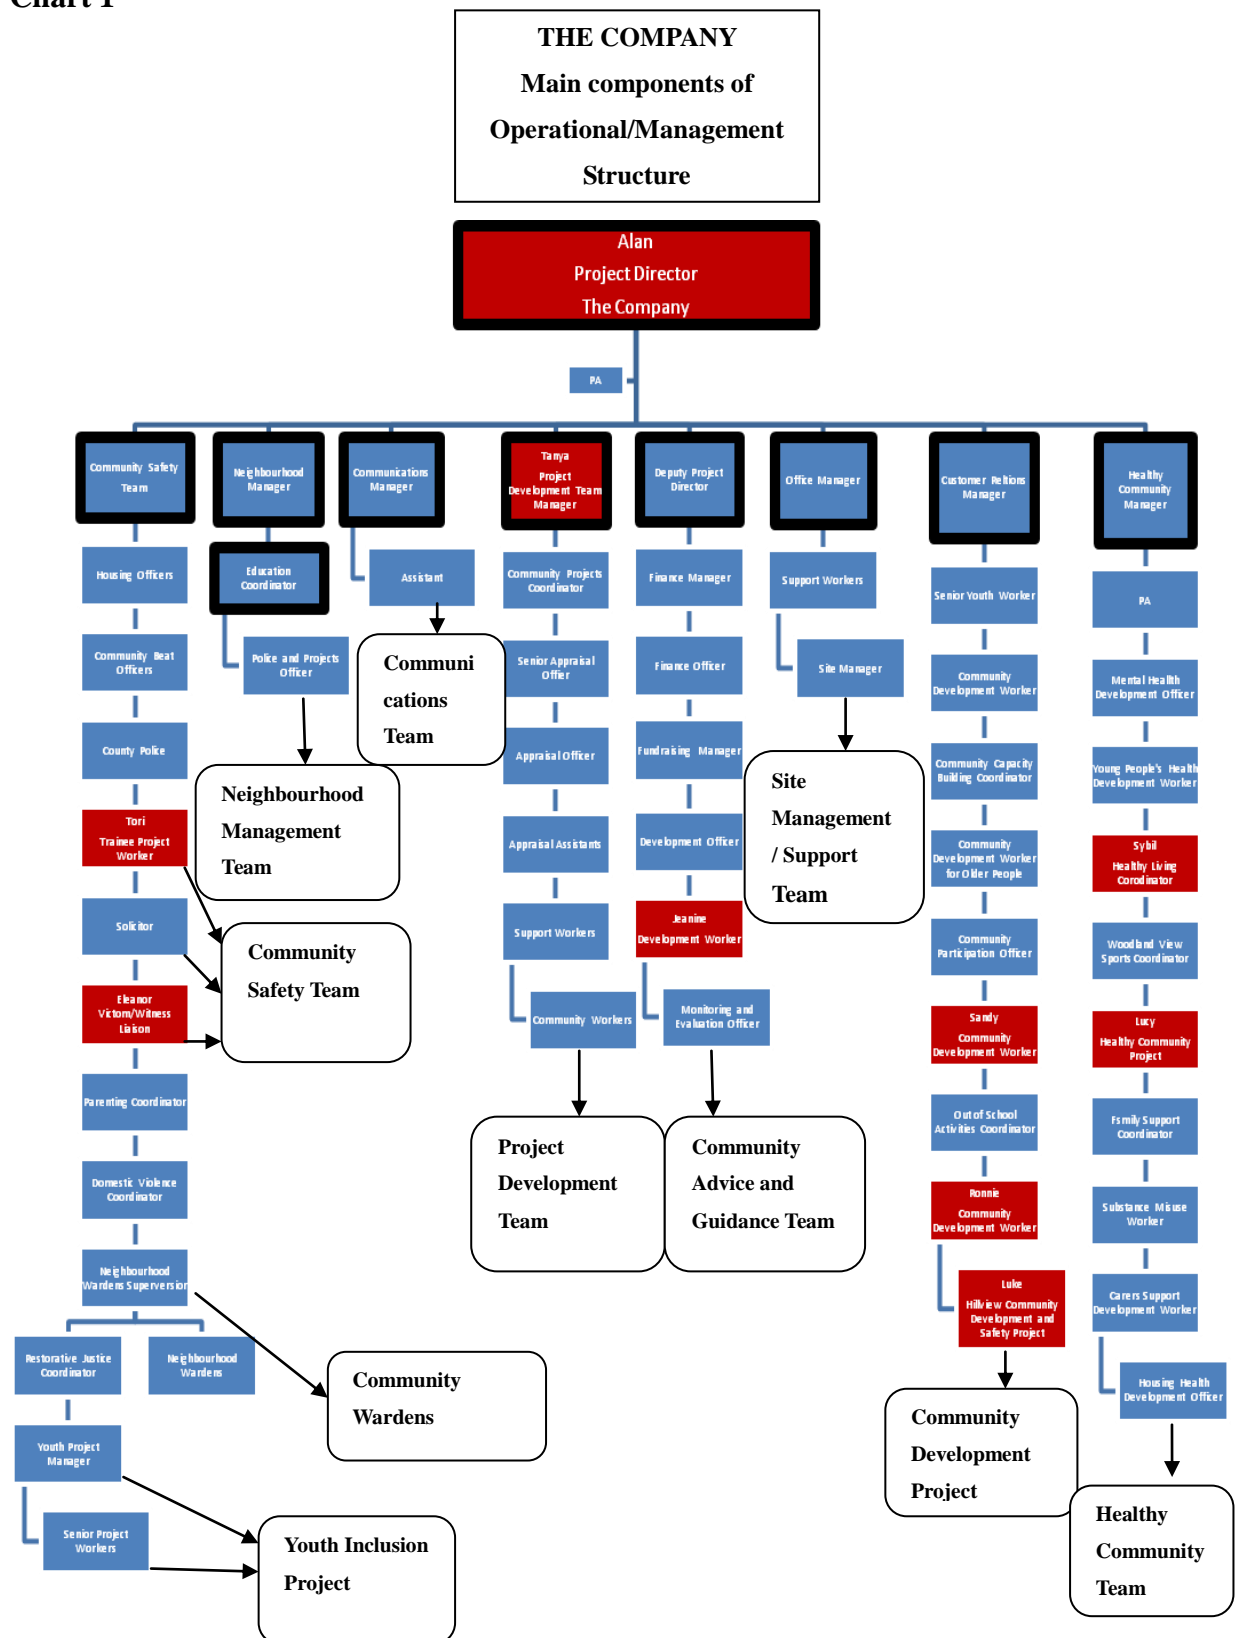 Chart 1
THE COMPANY
Main components of
Operational/Management
Structure
Alan
Project Director
The Company
PA
Community Safety
Team
Housing Officers
Community Beat
Officers
County Police
Tori
Trainee Project
Worker
Solicitor
Eleanor
Victom/Witness
Liaison
Parenting Coordinator
Domestic Violence
Coordinator
Neighbourhood
Wardens Superversior
Restorative Justice
Coordinator
Neighbourhood
Wardens
Youth Project
Manager
Senior Project
Workers
Community
Safety Team
Community
Wardens
Youth Inclusion
Project
Neighbourhood
Manager
Education
Coordinator
Police and Projects
Officer
Neighbourhood
Management
Team
Communications
Manager
Assistant
Communi
cations
Team
Tanya
Project
Development Team
Manager
Community Projects
Coordinator
Senior Appraisal
Offier
Appraisal Officer
Appraisal Assistants
Support Workers
Community Workers
Project
Development
Team
Deputy Project
Director
Finance Manager
Finance Officer
Fundraising Manager
Development Officer
Jeanine
Development Worker
Monitoring and
Evaluation Officer
Community
Advice and
Guidance Team
Office Manager
Support Workers
Site Manager
Site
Management
/ Support
Team
Customer Reltions
Manager
Senior Youth Worker
Community
Development Worker
Community Capacity
Building Coordinator
Community
Development Worker
for Older People
Community
Participation Officer
Sandy
Community
Development Worker
Out of School
Activities Coordinator
Ronnie
Community
Development Worker
Luke
Hillview Community
Development and
Safety Project
Community
Development
Project
Healthy
Community
Manager
PA
Mental Heallth
Development Officer
Young People's Health
Development Worker
Sybil
Healthy Living
Corodinator
Woodland View
Sports Coordinator
Lucy
Healthy Community
Project
Fsmily Support
Coordinator
Substance Misuse
Worker
Carers Support
Development Worker
Housing Health
Development Officer
Healthy
Community
Team